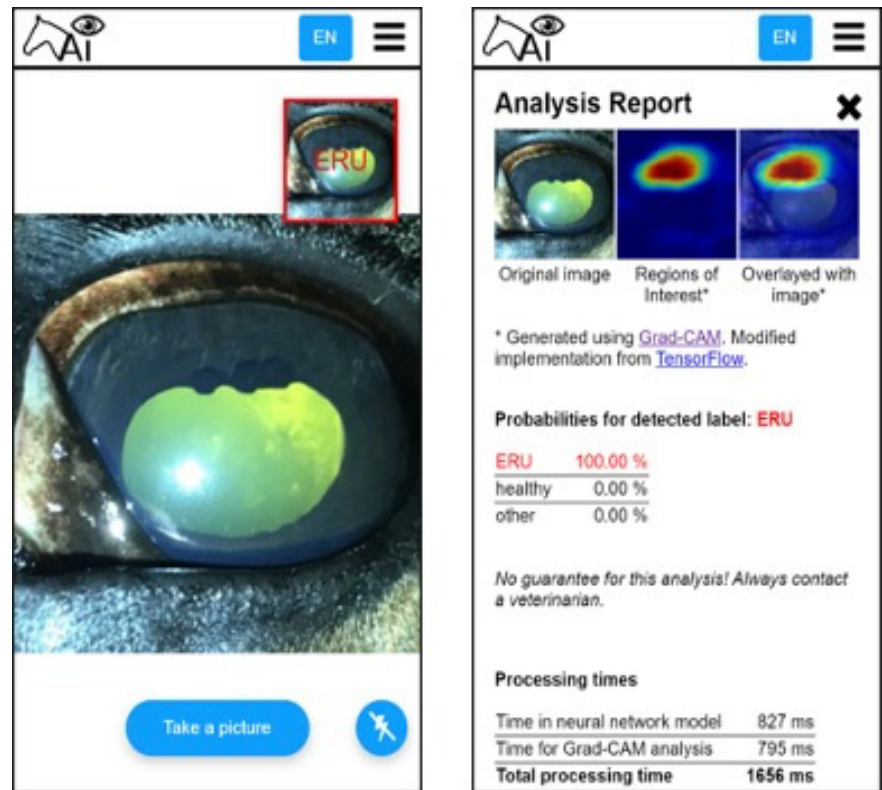 AI
EN
ERU
Take a picture
AI
EN
Analysis Report
Original image
Regions of
Interest*
Overlayed with
image*
* Generated using Grad-CAM. Modified
implementation from TensorFlow.
Probabilities for detected label: ERU
ERU 100.00 %
healthy 0.00 %
other 0.00 %
No guarantee for this analysis! Always contact
a veterinarian.
Processing times
Time in neural network model 827 ms
Time for Grad-CAM analysis 795 ms
Total processing time 1656 ms